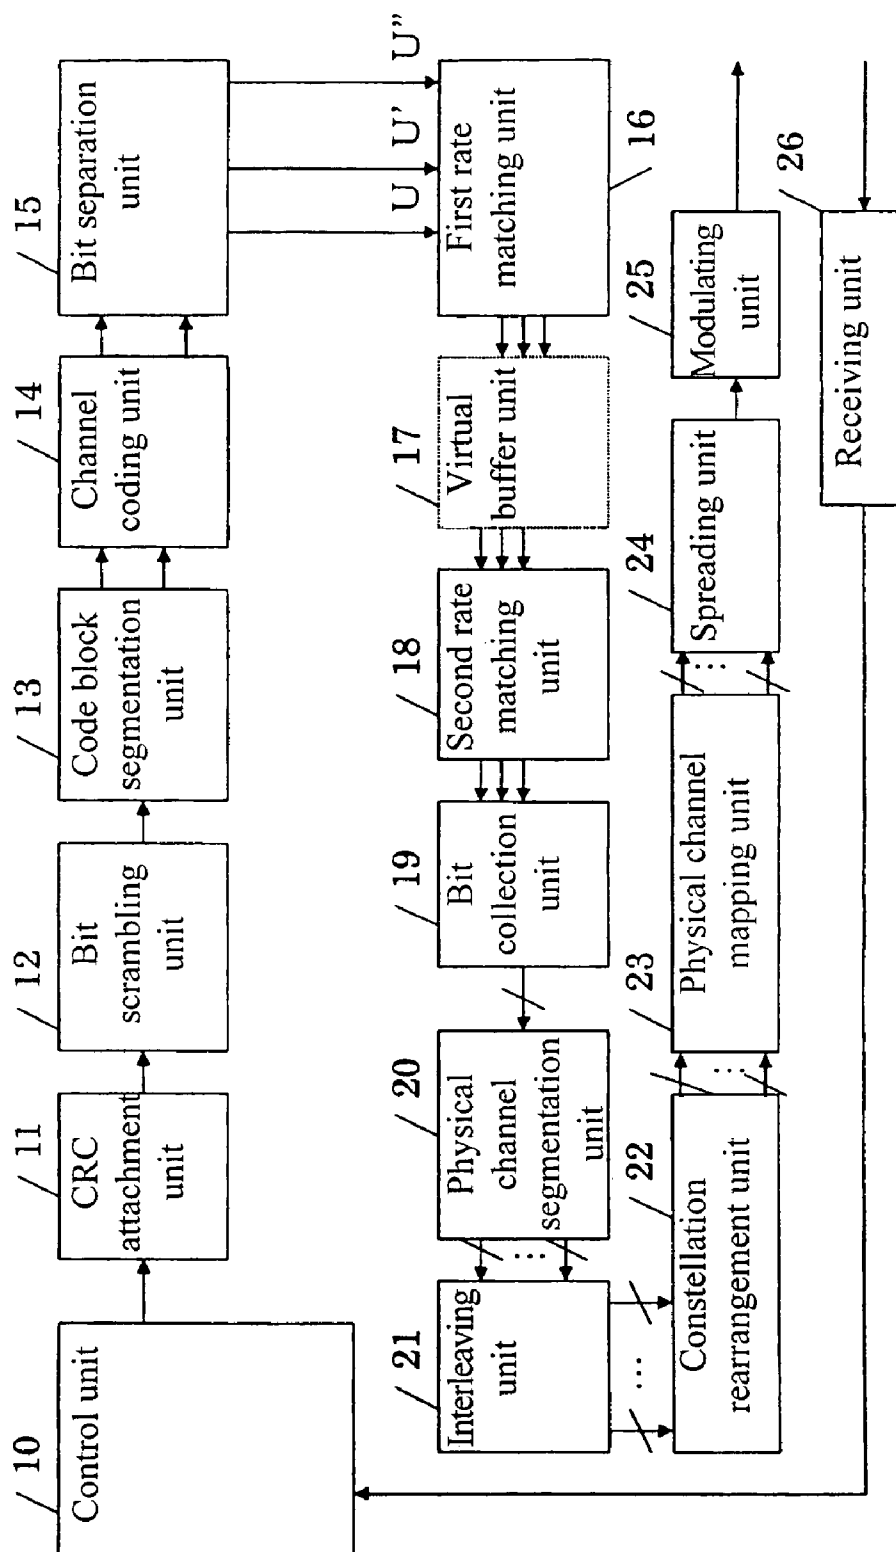 10
Control unit
11
CRC
attachment
unit
12
Bit
scrambling
unit
13
Code block
segmentation
unit
14
Channel
coding unit
15
Bit separation
unit
U
U'
U"
First rate
matching unit
16
17
Virtual
buffer unit
18
Second rate
matching
unit
19
Bit
collection
unit
20
Physical
channel
segmentation
unit
...
21
Interleaving
unit
...
22
Constellation
rearrangement unit
...
23
Physical channel
mapping unit
...
24
Spreading unit
25
Modulating
unit
26
Receiving unit